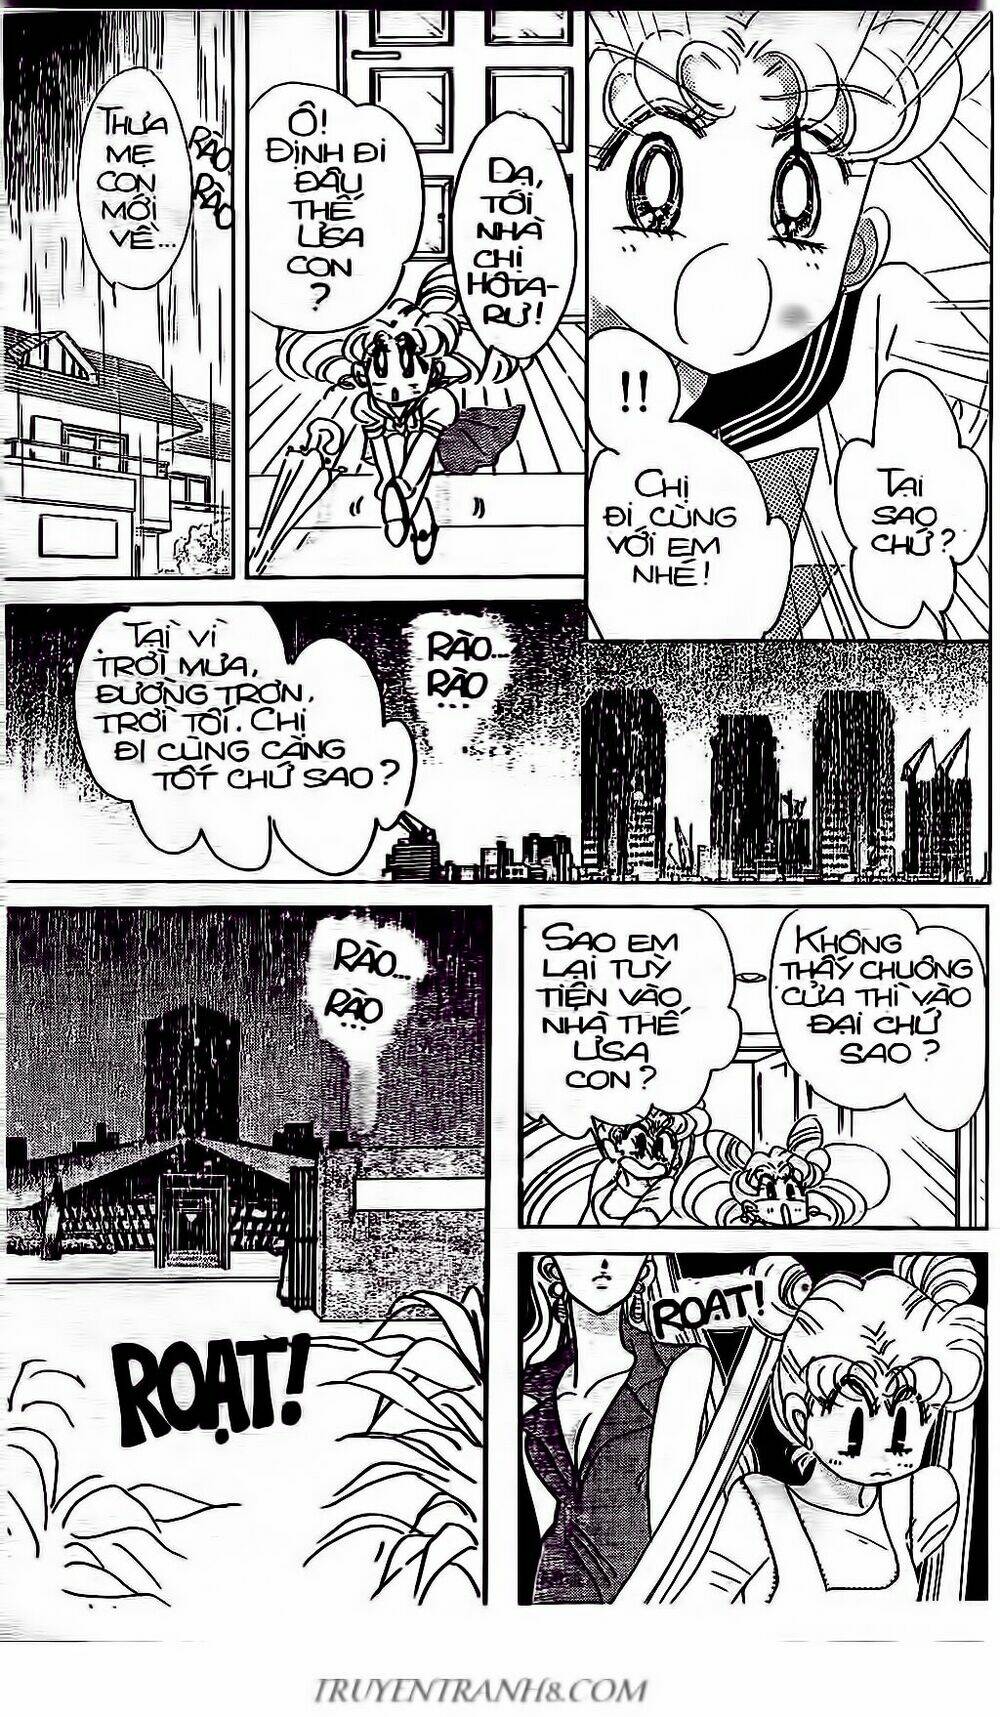 THƯA
MẸ
CON
MỚI
VỀ...
RÀO
RÀO
Ô!
ĐỊNH ĐI
ĐÂU
THẾ
LISA
CON
?
DẠ,
TỚI
NHÀ
CHỊ
HÔTA-
RƯ!
!!
CHỊ
ĐI CÙNG
VỚI EM
NHÉ!
TẠI
SAO
CHỨ?
TẠI VÌ
TRỜI MƯA,
ĐƯỜNG TRƠN,
TRỜI TỐI. CHỊ
ĐI CÙNG CÀNG
TỐT CHỨ SAO?
RÀO...
RÀO
...
RÀO...
RÀO
...
ROẠT!
SAO EM
LẠI TUỲ
TIỆN VÀO
NHÀ THẾ
LISA
CON?
KHÔNG
THẤY CHUÔNG
CỬA THÌ VÀO
ĐẠI CHỨ
SAO?
ROẠT!
TRUYENTRANH8.COM